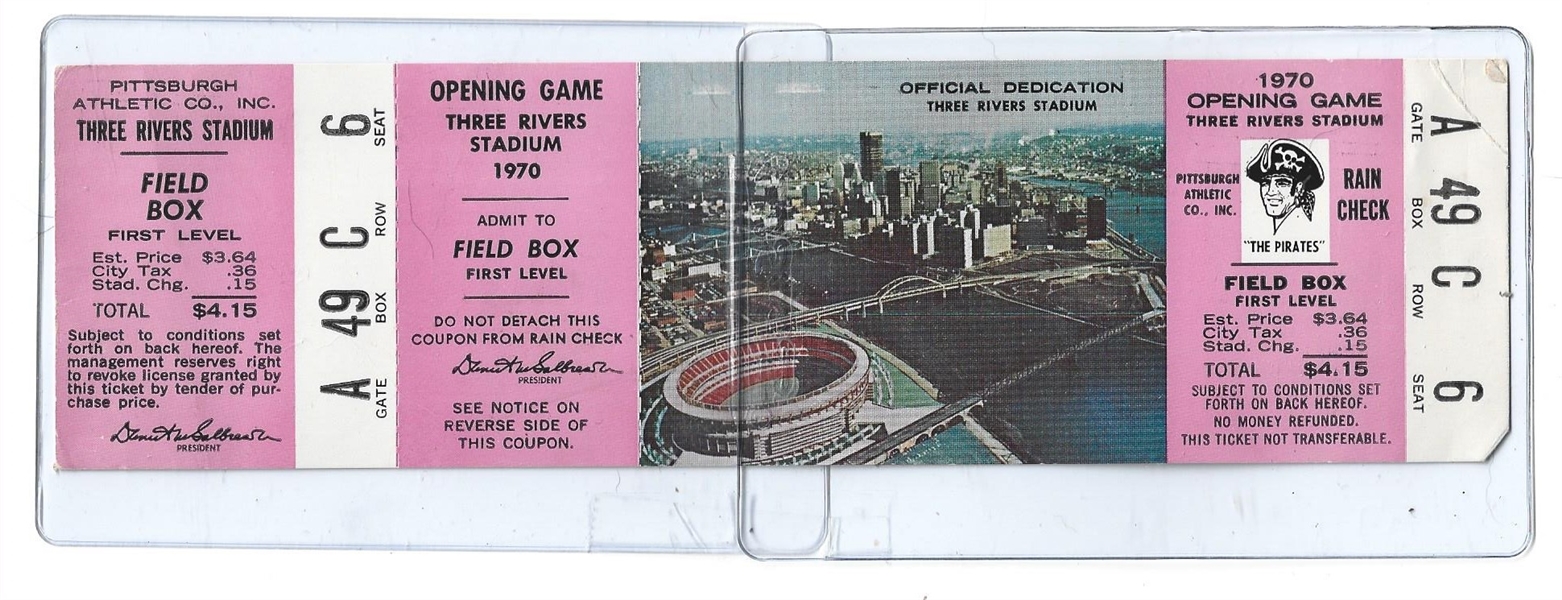 PITTSBURGH
ATHLETIC CO., INC.
THREE RIVERS STADIUM
FIELD
BOX
FIRST LEVEL
Est. Price $3.64
City Tax .36
Stad. Chg. .15
TOTAL $4.15
Subject to conditions set
forth on back hereof. The
management reserves right
to revoke license granted by
this ticket by tender of pur-
chase price.
PRESIDENT
A 49 C 6
GATE BOX ROW SEAT
OPENING GAME
THREE RIVERS
STADIUM
1970
ADMIT TO
FIELD BOX
FIRST LEVEL
DO NOT DETACH THIS
COUPON FROM RAIN CHECK
PRESIDENT
SEE NOTICE ON
REVERSE SIDE OF
THIS COUPON.
OFFICIAL DEDICATION
THREE RIVERS STADIUM
1970
OPENING GAME
THREE RIVERS STADIUM
PITTSBURGH
ATHLETIC
CO., INC.
RAIN
CHECK
"THE PIRATES"
FIELD BOX
FIRST LEVEL
Est. Price $3.64
City Tax .36
Stad. Chg. .15
TOTAL $4.15
SUBJECT TO CONDITIONS SET
FORTH ON BACK HEREOF.
NO MONEY REFUNDED.
THIS TICKET NOT TRANSFERABLE.
A 49 C 6
GATE BOX ROW SEAT